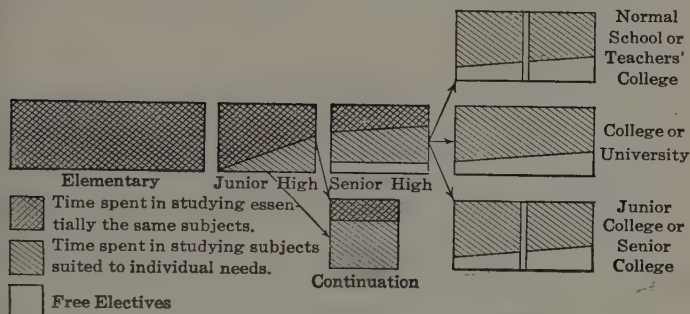 Normal
School or
Teachers'
College
College or
University
Elementary
Junior High
Senior High
Time spent in studying essen-
tially the same subjects.
Time spent in studying subjects
suited to individual needs.
Continuation
Junior
College or
Senior
College
Free Electives